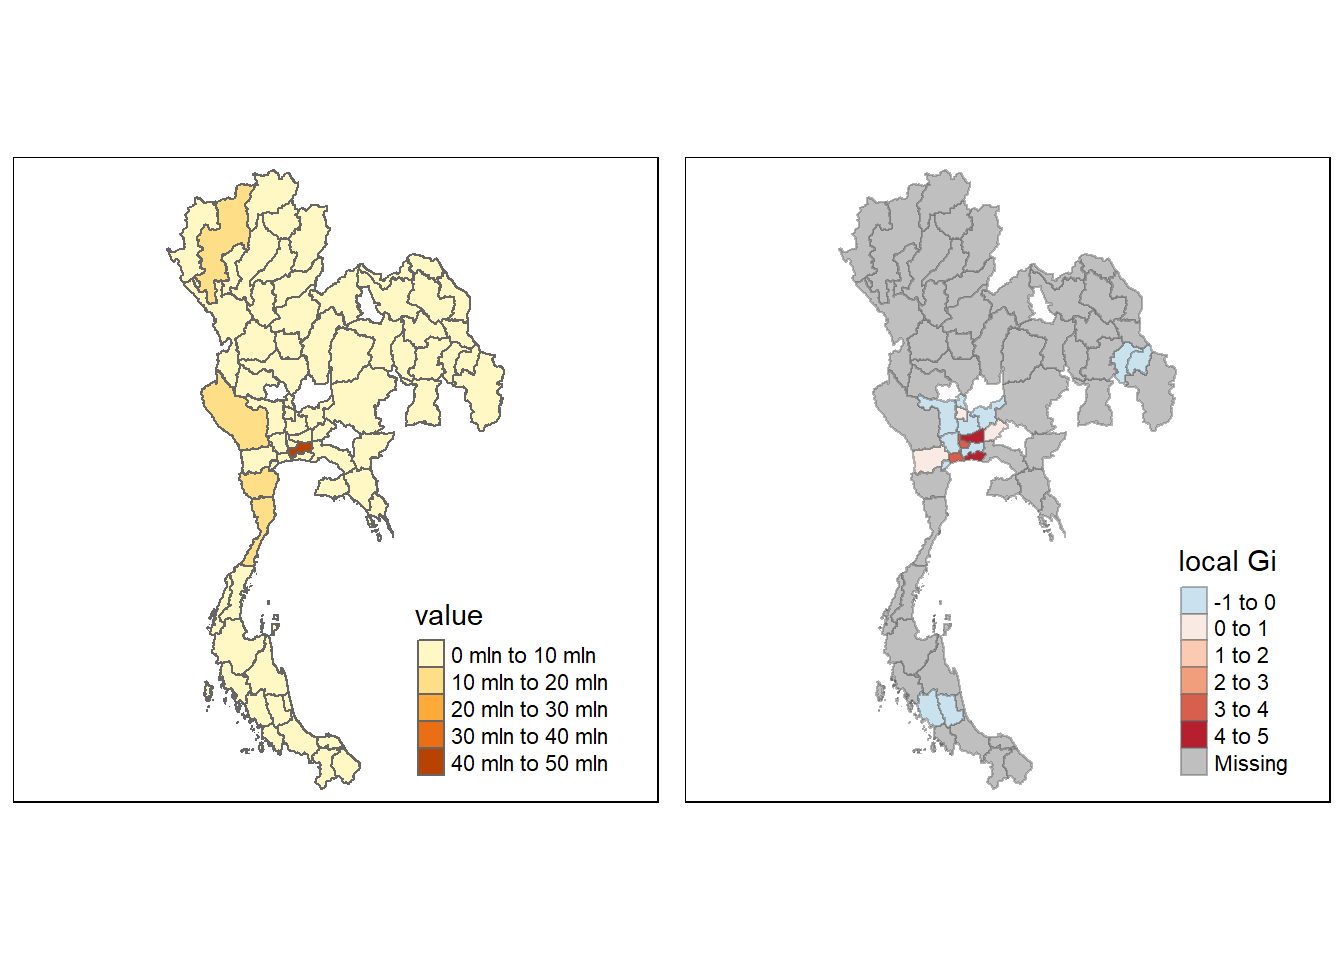 value
0 mln to 10 mln
10 mln to 20 mln
20 mln to 30 mln
30 mln to 40 mln
40 mln to 50 mln
local Gi
-1 to 0
0 to 1
1 to 2
2 to 3
3 to 4
4 to 5
Missing